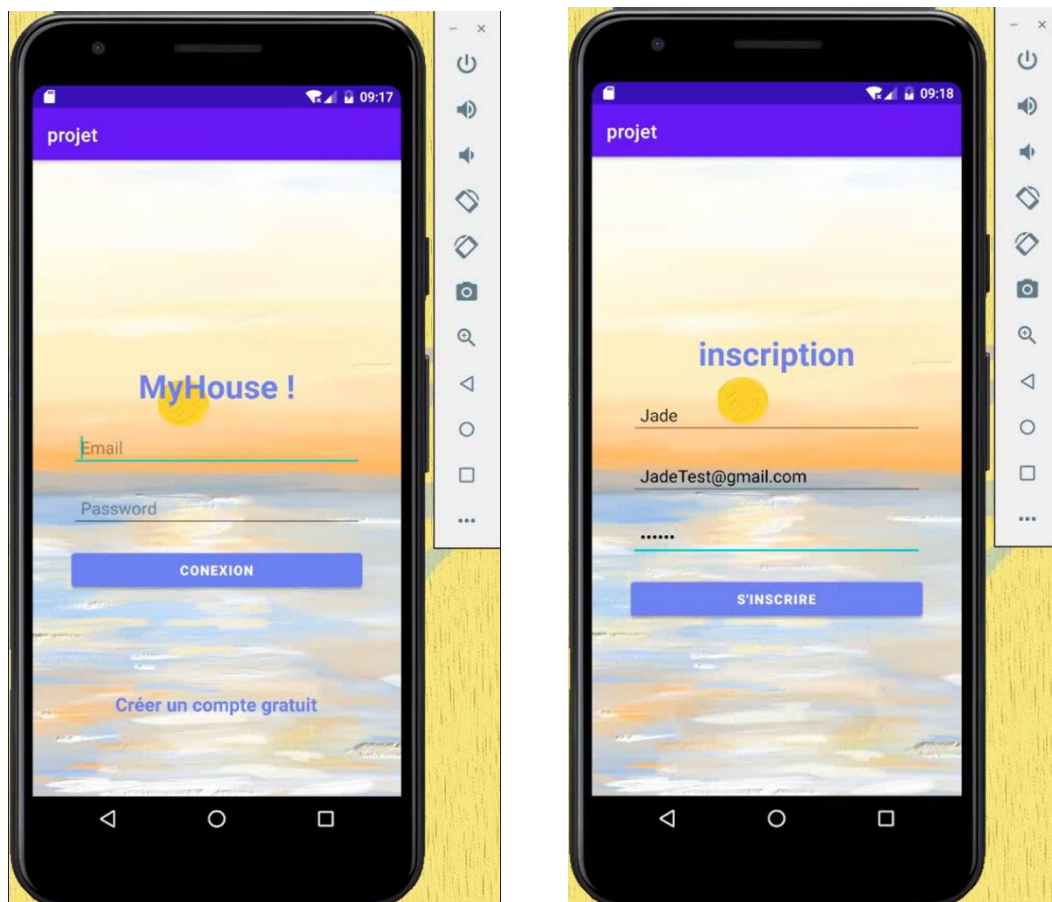 09:17
projet
MyHouse !
Email
Password
CONEXION
Créer un compte gratuit
09:18
projet
inscription
Jade
JadeTest@gmail.com
••••••
S'INSCRIRE